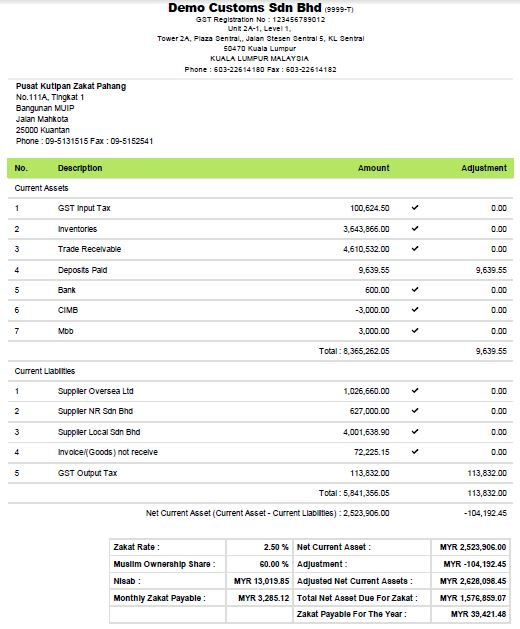 Demo Customs Sdn Bhd (9999-T)
GST Registration No : 123456789012
Unit 2A-1, Level 1,
Tower 2A, Plaza Sentral,, Jalan Stesen Sentral 5, KL Sentral
50470 Kuala Lumpur
KUALA LUMPUR MALAYSIA
Phone : 603-22614180 Fax : 603-22614182
Pusat Kutipan Zakat Pahang
No.111A, Tingkat 1
Bangunan MUIP
Jalan Mahkota
25000 Kuantan
Phone : 09-5131515 Fax : 09-5152541
No. Description Amount Adjustment
Current Assets
1 GST Input Tax 100,624.50 ✔ 0.00
2 Inventories 3,643,866.00 ✔ 0.00
3 Trade Receivable 4,610,532.00 ✔ 0.00
4 Deposits Paid 9,639.55 9,639.55
5 Bank 600.00 ✔ 0.00
6 CIMB -3,000.00 ✔ 0.00
7 Mbb 3,000.00 ✔ 0.00
Total : 8,365,262.05 9,639.55
Current Liabilities
1 Supplier Oversea Ltd 1,026,660.00 ✔ 0.00
2 Supplier NR Sdn Bhd 627,000.00 ✔ 0.00
3 Supplier Local Sdn Bhd 4,001,638.90 ✔ 0.00
4 Invoice/(Goods) not receive 72,225.15 ✔ 0.00
5 GST Output Tax 113,832.00 113,832.00
Total : 5,841,356.05 113,832.00
Net Current Asset (Current Asset - Current Liabilities) : 2,523,906.00 -104,192.45
Zakat Rate : 2.50 % Net Current Asset : MYR 2,523,906.00
Muslim Ownership Share : 60.00 % Adjustment : MYR -104,192.45
Nisab : MYR 13,019.85 Adjusted Net Current Assets : MYR 2,628,098.45
Monthly Zakat Payable : MYR 3,285.12 Total Net Asset Due For Zakat : MYR 1,576,859.07
Zakat Payable For The Year : MYR 39,421.48